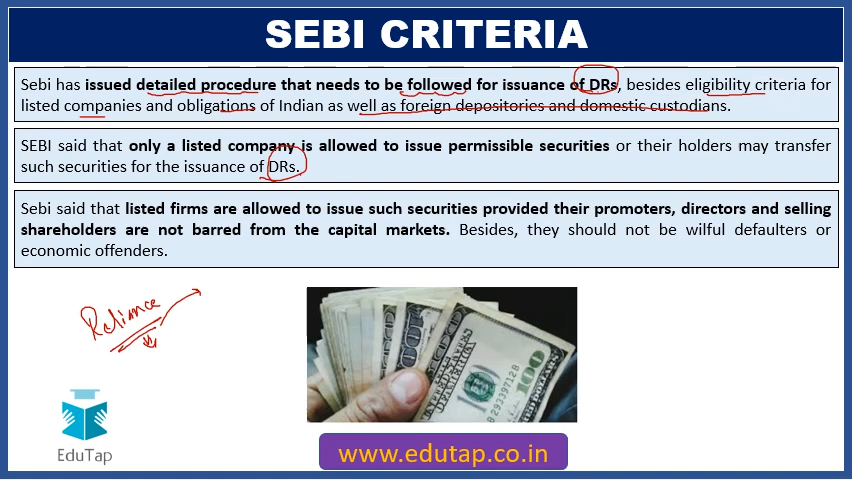 SEBI CRITERIA
Sebi has issued detailed procedure that needs to be followed for issuance of DRs, besides eligibility criteria for
listed companies and obligations of Indian as well as foreign depositories and domestic custodians.
SEBI said that only a listed company is allowed to issue permissible securities or their holders may transfer
such securities for the issuance of DRs.
Sebi said that listed firms are allowed to issue such securities provided their promoters, directors and selling
shareholders are not barred from the capital markets. Besides, they should not be wilful defaulters or
economic offenders.
Reliance
100
EduTap
www.edutap.co.in